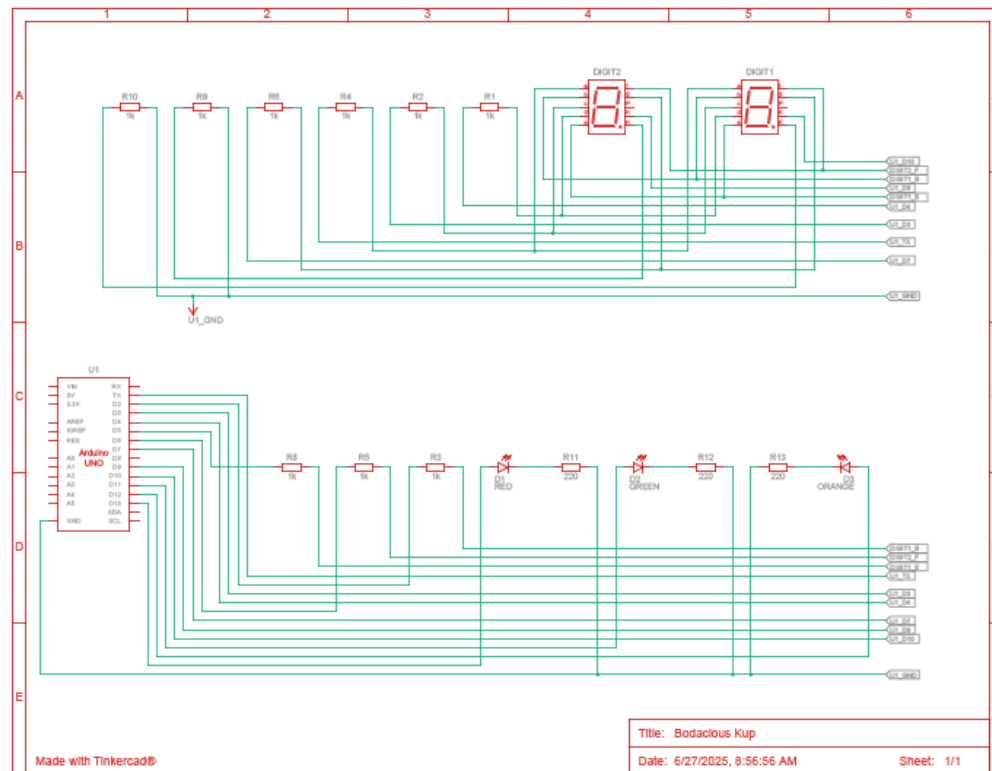 1 2 3 4 5 6
A
B
C
D
E
R10
1k
R9
1k
R6
1k
R4
1k
R2
1k
R1
1k
DIGIT2
DIGIT1
U1_D10
DIGIT2_F
DIGIT1_B
U1_D9
DIGIT1_E
U1_D4
U1_D3
U1_TX
U1_D7
U1_GND
U1_GND
U1
VIN
5V
3.3V
AREF
IOREF
RES
A0
A1
A2
A3
A4
A5
GND
Arduino
UNO
RX
TX
D2
D3
D4
D5
D6
D7
D8
D9
D10
D11
D12
D13
SDA
SCL
R8
1k
R5
1k
R3
1k
D1
RED
R11
220
D2
GREEN
R12
220
R13
220
D3
ORANGE
DIGIT1_B
DIGIT2_F
DIGIT1_E
U1_TX
U1_D3
U1_D4
U1_D7
U1_D9
U1_D10
U1_GND
Title: Bodacious Kup
Made with Tinkercad®
Date: 6/27/2025, 8:56:56 AM Sheet: 1/1